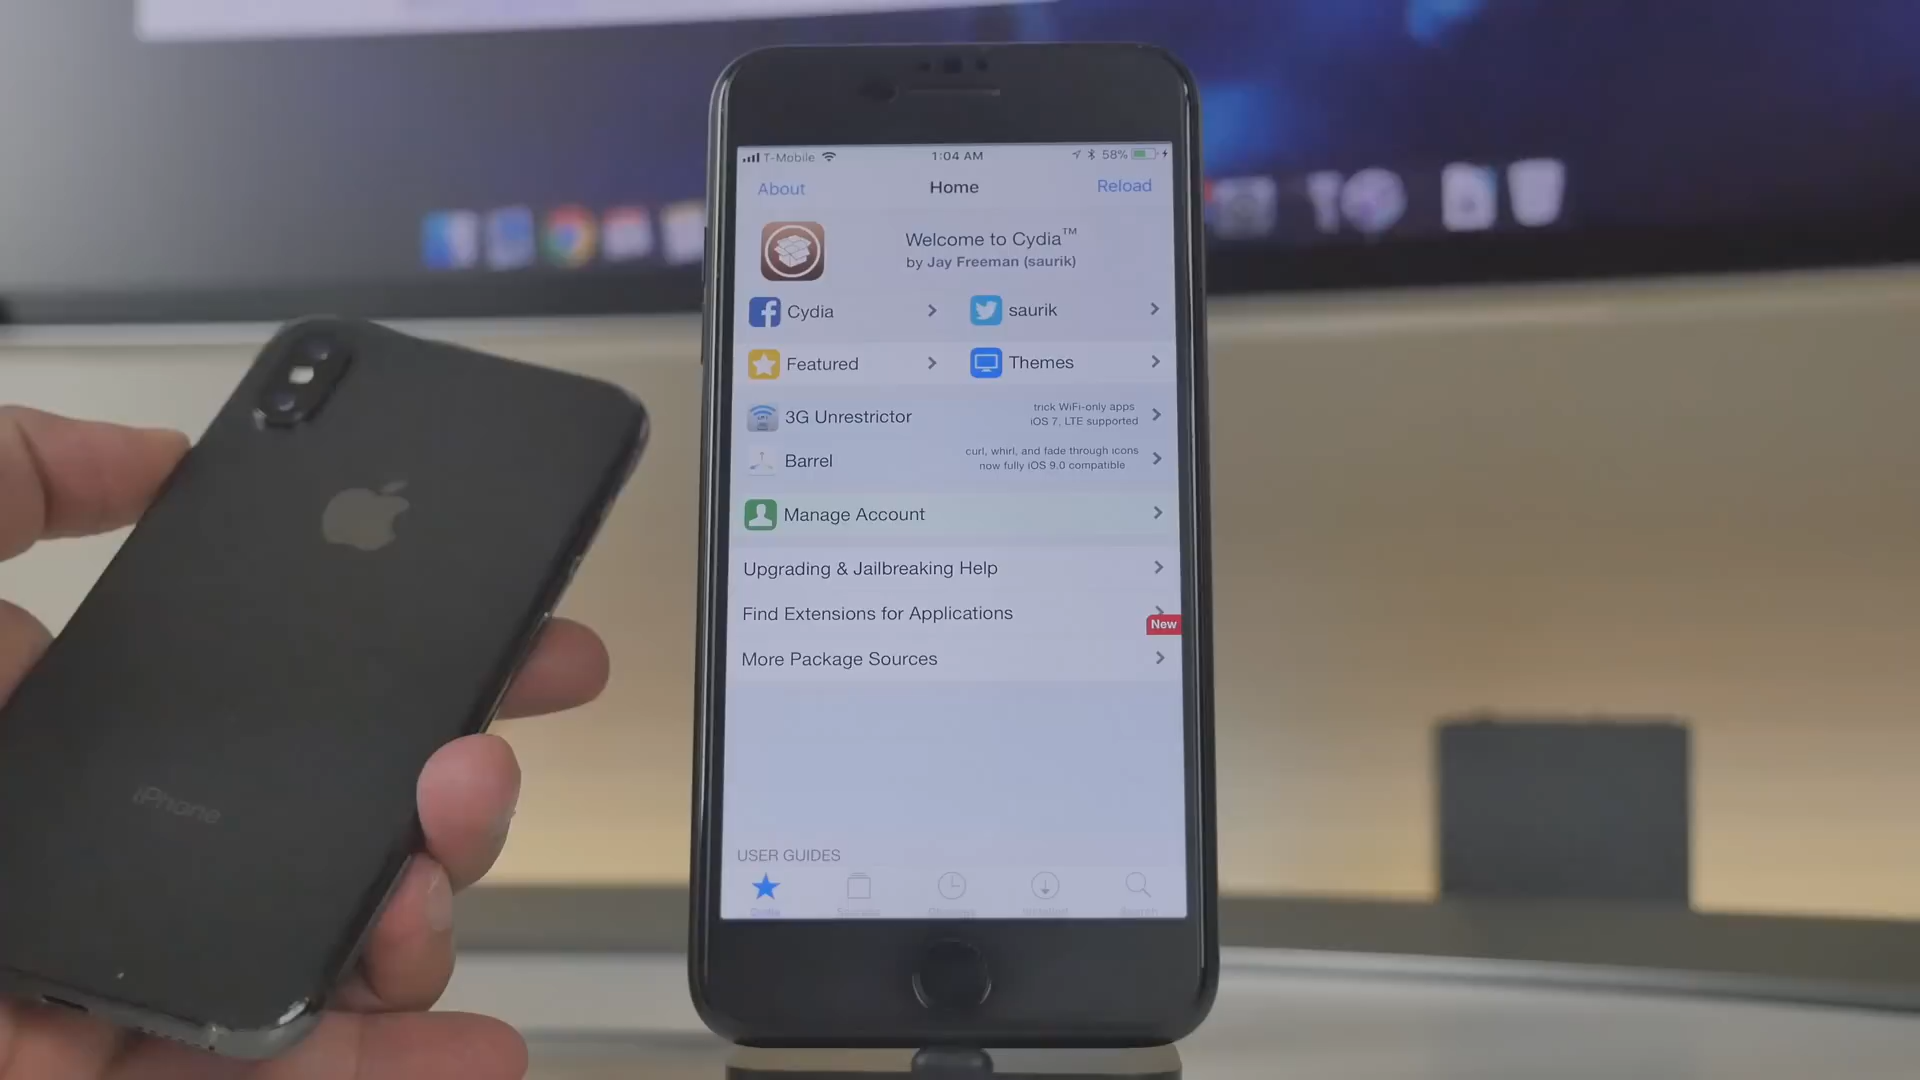 T-Mobile 1:04 AM 58%
About Home Reload
Welcome to Cydia™
by Jay Freeman (saurik)
Cydia saurik
Featured Themes
3G Unrestrictor trick WiFi-only apps
iOS 7, LTE supported
Barrel curl, whirl, and fade through icons
now fully iOS 9.0 compatible
Manage Account
Upgrading & Jailbreaking Help
Find Extensions for Applications
New
More Package Sources
USER GUIDES
iPhone